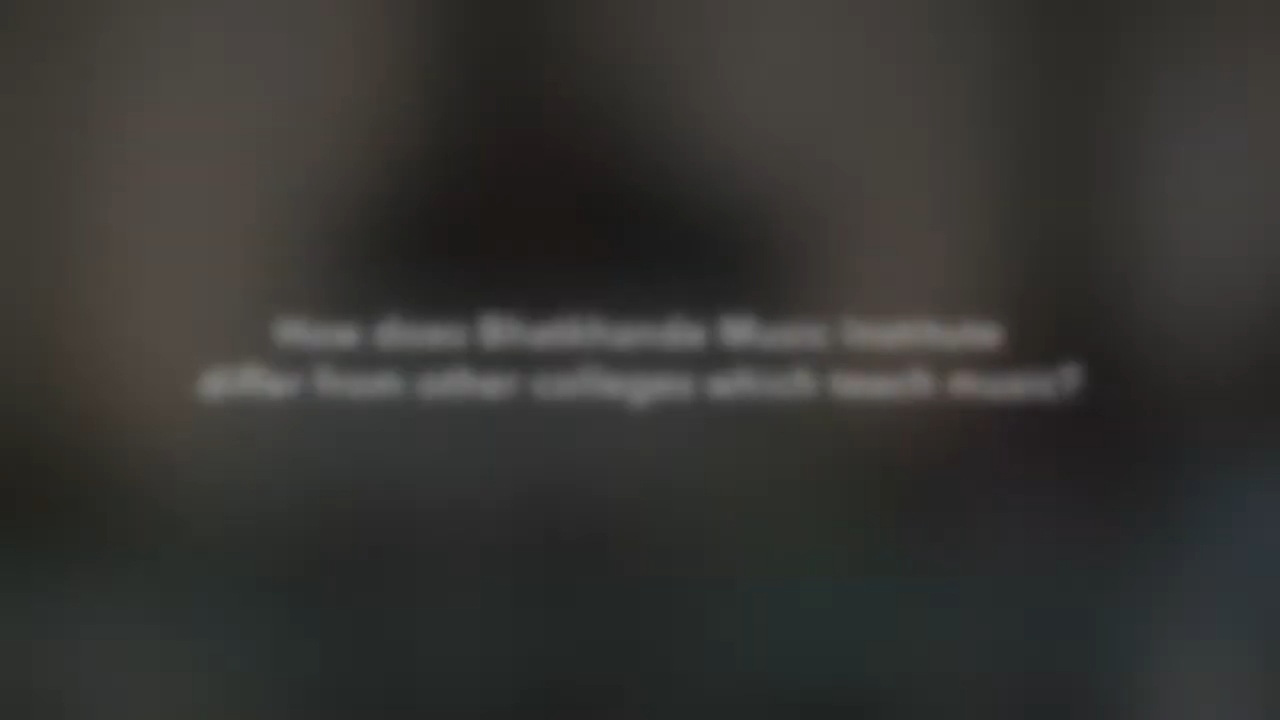 How does Bhatkhande Music Institute
differ from other colleges which teach music?